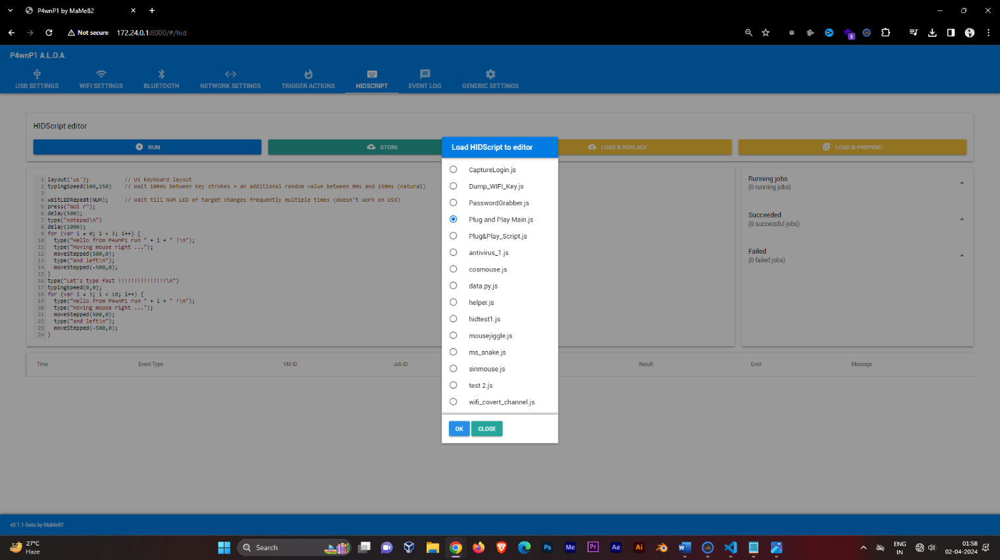 P4wnP1 by MaMe82
Not secure 172.24.0.1:8000/#/hid
3
P4wnP1 A.L.O.A.
USB SETTINGS WIFI SETTINGS BLUETOOTH NETWORK SETTINGS TRIGGER ACTIONS HIDSCRIPT EVENT LOG GENERIC SETTINGS
HIDScript editor
RUN STORE LOAD & REPLACE LOAD & PREPEND
1 layout('us'); // US keyboard layout
2 typingSpeed(100,150) // Wait 100ms between key strokes + an additional random value between 0ms and 150ms (natural)
3
4 waitLEDRepeat(NUM); // Wait till NUM LED of target changes frequently multiple times (doesn't work on OSX)
5 press("GUI r");
6 delay(500);
7 type("notepad\n")
8 delay(1000);
9 for (var i = 0; i < 3; i++) {
10 type("Hello from P4wnP1 run " + i + " !\n");
11 type("Moving mouse right ...");
12 moveStepped(500,0);
13 type("and left\n");
14 moveStepped(-500,0);
15 }
16 type("Let's type fast !!!!!!!!!!!!!!!\n")
17 typingSpeed(0,0);
18 for (var i = 3; i < 10; i++) {
19 type("Hello from P4wnP1 run " + i + " !\n");
20 type("Moving mouse right ...");
21 moveStepped(500,0);
22 type("and left\n");
23 moveStepped(-500,0);
24 }
Load HIDScript to editor
CaptureLogin.js
Dump_WIFI_Key.js
PasswordGrabber.js
Plug and Play Main.js
Plug&Play_Script.js
antivirus_1.js
cosmouse.js
data.py.js
helper.js
hidtest1.js
mousejiggle.js
ms_snake.js
sinmouse.js
test 2.js
wifi_covert_channel.js
OK CLOSE
Running jobs
(0 running jobs)
Succeeded
(0 successful jobs)
Failed
(0 failed jobs)
Time Event Type VM ID Job ID Result Error Message
v0.1.1-beta by MaMe82
27°C
Haze
Search
Ps Me Pr Ae Ai
ENG
IN
01:58
02-04-2024